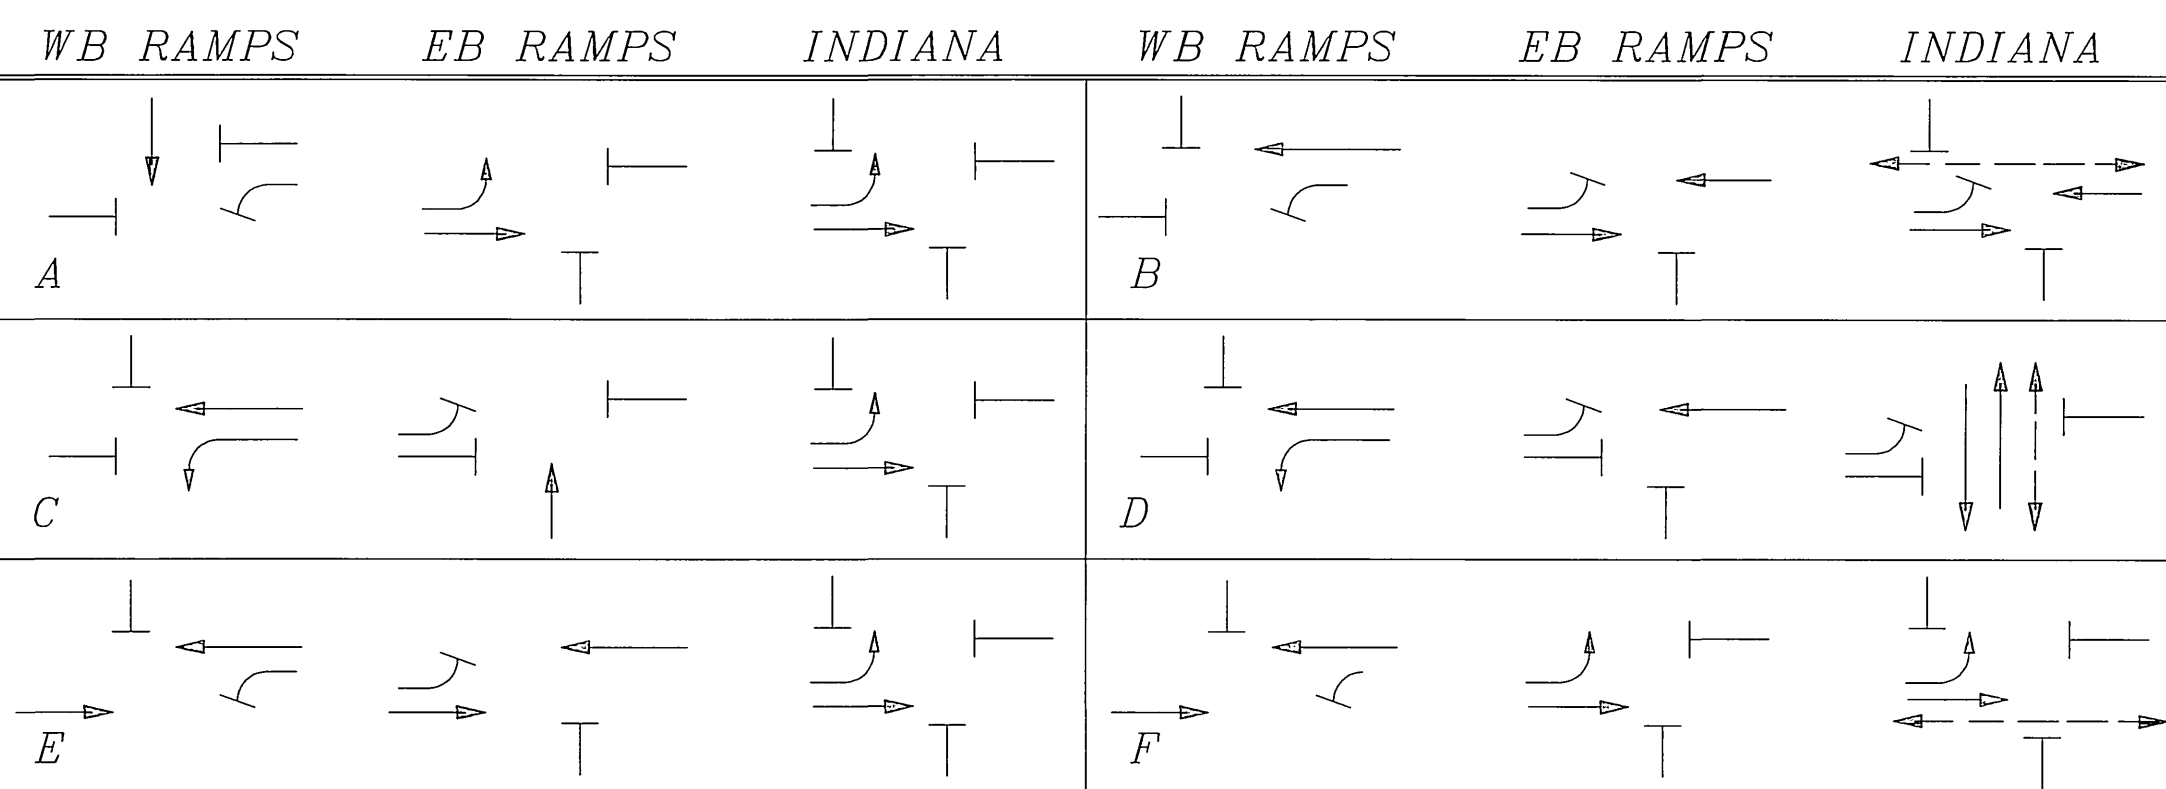 WB RAMPS EB RAMPS INDIANA WB RAMPS EB RAMPS INDIANA
A B
C D
E F